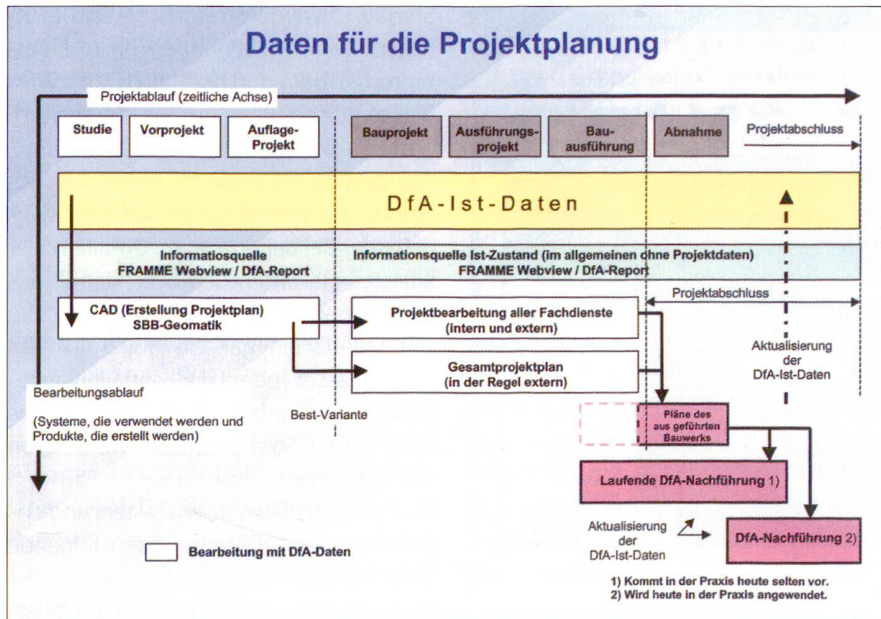 Daten für die Projektplanung
Projektablauf (zeitliche Achse)
Studie
Vorprojekt
Auflage-
Projekt
Bauprojekt
Ausführungs-
projekt
Bau-
ausführung
Abnahme
Projektabschluss
DfA-Ist-Daten
Informatiosquelle
FRAMME Webview / DfA-Report
Informationsquelle Ist-Zustand (im allgemeinen ohne Projektdaten)
FRAMME Webview / DfA-Report
Projektabschluss
CAD (Erstellung Projektplan)
SBB-Geomatik
Projektbearbeitung aller Fachdienste
(intern und extern)
Gesamtprojektplan
(in der Regel extern)
Aktualisierung
der
DfA-Ist-Daten
Bearbeitungsablauf
(Systeme, die verwendet werden und
Produkte, die erstellt werden)
Best-Variante
Pläne des
aus geführten
Bauwerks
Laufende DfA-Nachführung 1)
Aktualisierung
der
DfA-Ist-Daten
DfA-Nachführung 2)
Bearbeitung mit DfA-Daten
1) Kommt in der Praxis heute selten vor.
2) Wird heute in der Praxis angewendet.